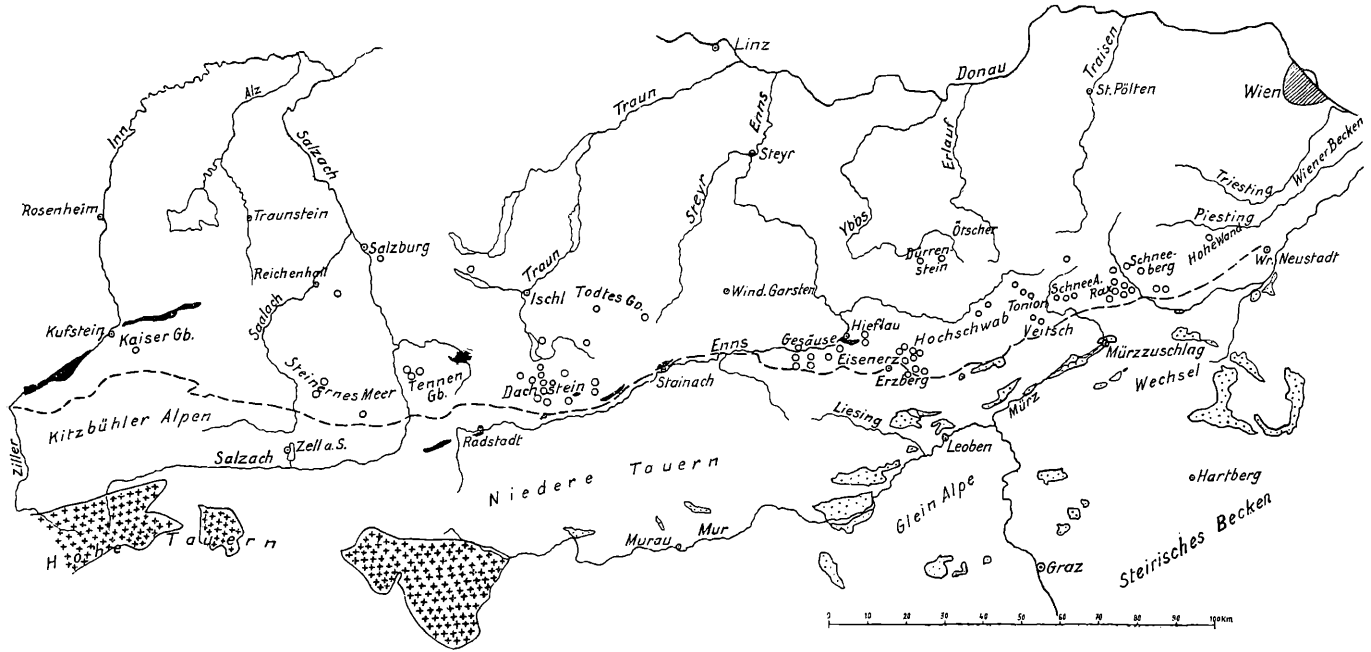 Linz
Donau
Traisen
St. Pölten
Wien
Alz
Inn
Salzach
Traun
Enns
Steyr
Steyr
Erlauf
Ybbs
Ötscher
Dürren-
stein
Triesting
Wiener Becken
Piesting
Hohe Wand
Rosenheim
Traunstein
Salzburg
Reichenhall
Saalach
Traun
Ischl
Todtes Gb.
Wind. Garsten
Schnee-
berg
Wr. Neustadt
SchneeA.
Rax
Tonion
Veitsch
Hochschwab
Hieflau
Gesäuse
Eisenerz
Erzberg
Enns
Kufstein
Kaiser Gb.
Steinernes Meer
Tennen
Gb.
Dachstein
Stainach
Mürzzuschlag
Wechsel
Mürz
Kitzbühler Alpen
Ziller
Salzach
Zell a.S.
Radstadt
Liesing
Leoben
Niedere Tauern
Hohe Tauern
Murau
Mur
Glein Alpe
Graz
Hartberg
Steirisches Becken
0 10 20 30 40 50 60 70 80 90 100 Km